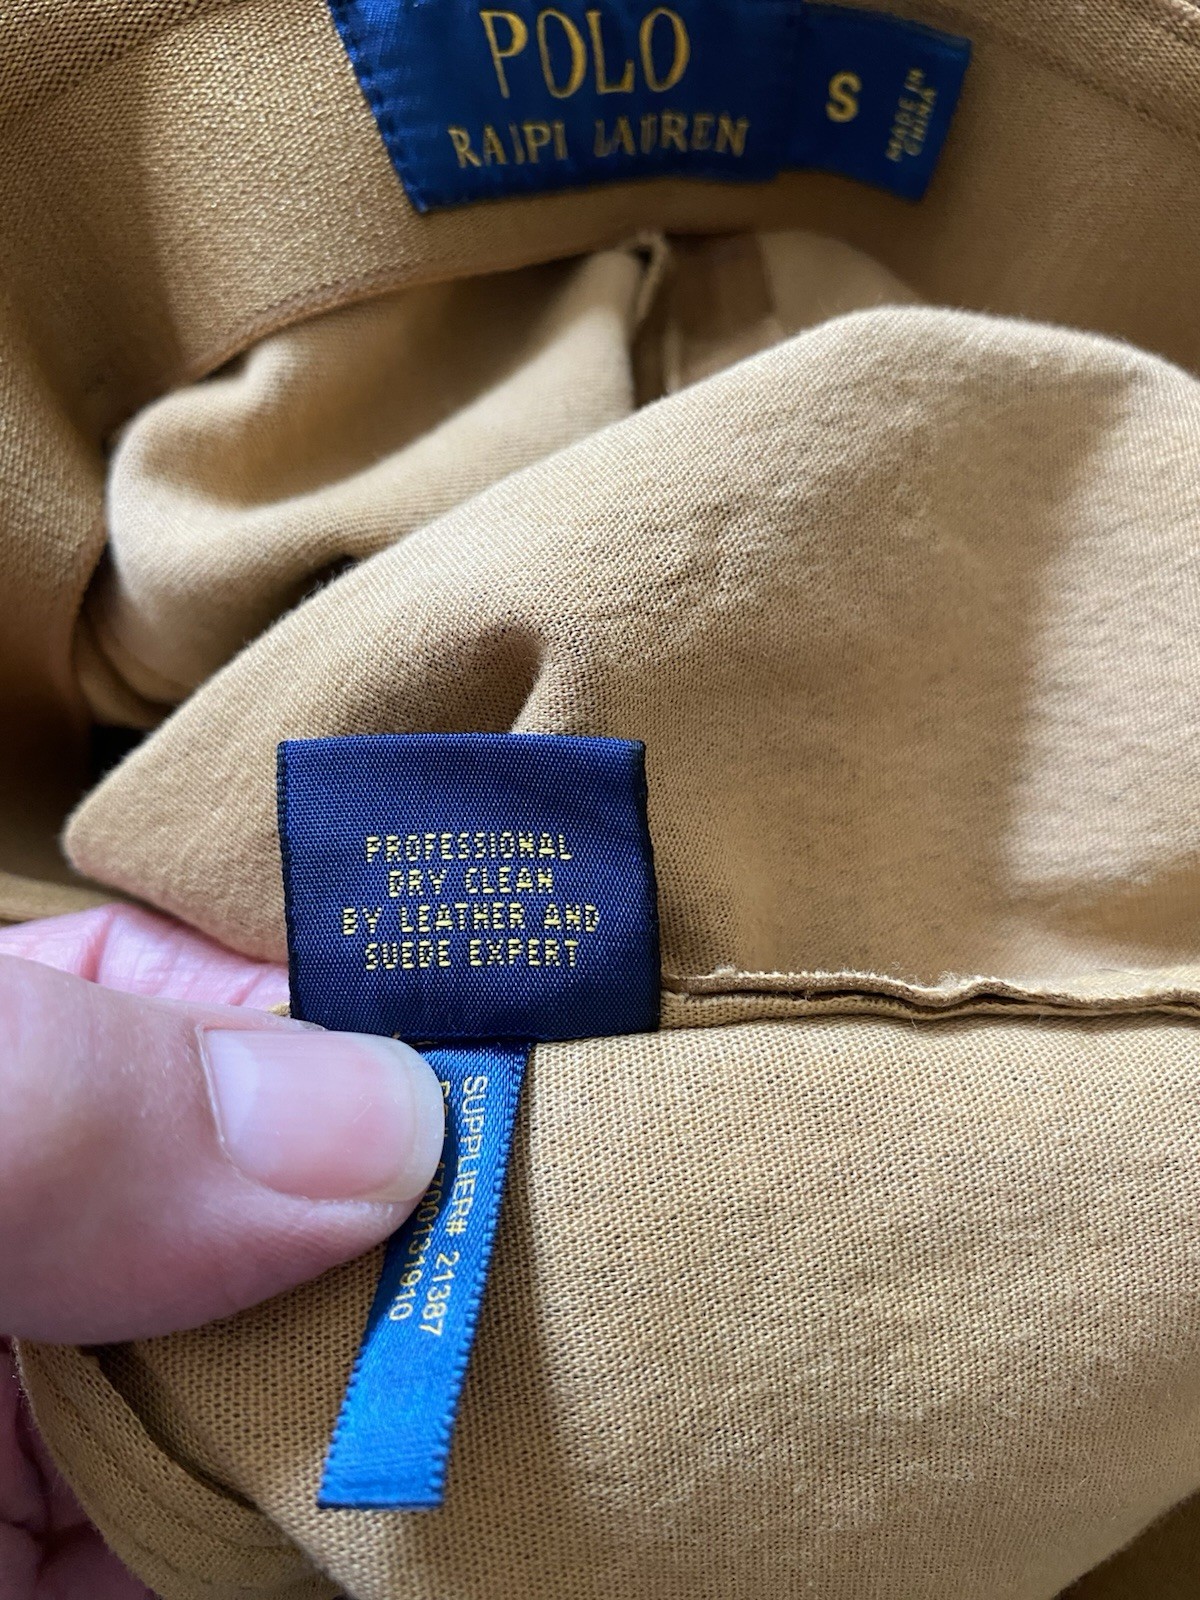 POLO
RALPH LAUREN
S
MADE IN
CHINA
PROFESSIONAL
DRY CLEAN
BY LEATHER AND
SUEDE EXPERT
SUPPLIER# 21387
4700131910